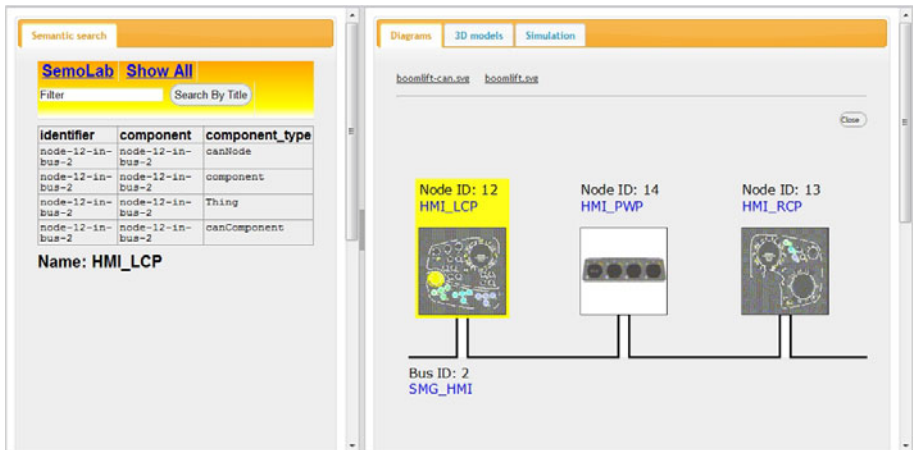 Semantic search
SemoLab Show All
Filter Search By Title
identifier component component_type
node-12-in-bus-2 node-12-in-bus-2 canNode
node-12-in-bus-2 node-12-in-bus-2 component
node-12-in-bus-2 node-12-in-bus-2 Thing
node-12-in-bus-2 node-12-in-bus-2 canComponent
Name: HMI_LCP
Diagrams 3D models Simulation
boomlift-can.svg boomlift.svg
Close
Node ID: 12
HMI_LCP
Node ID: 14
HMI_PWP
Node ID: 13
HMI_RCP
Bus ID: 2
SMG_HMI